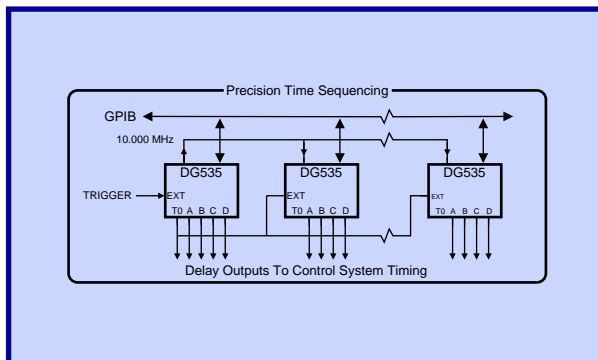 Precision Time Sequencing
GPIB
10.000 MHz
DG535 DG535 DG535
TRIGGER EXT EXT EXT
T0 A B C D A B C D T0 A B C D
Delay Outputs To Control System Timing